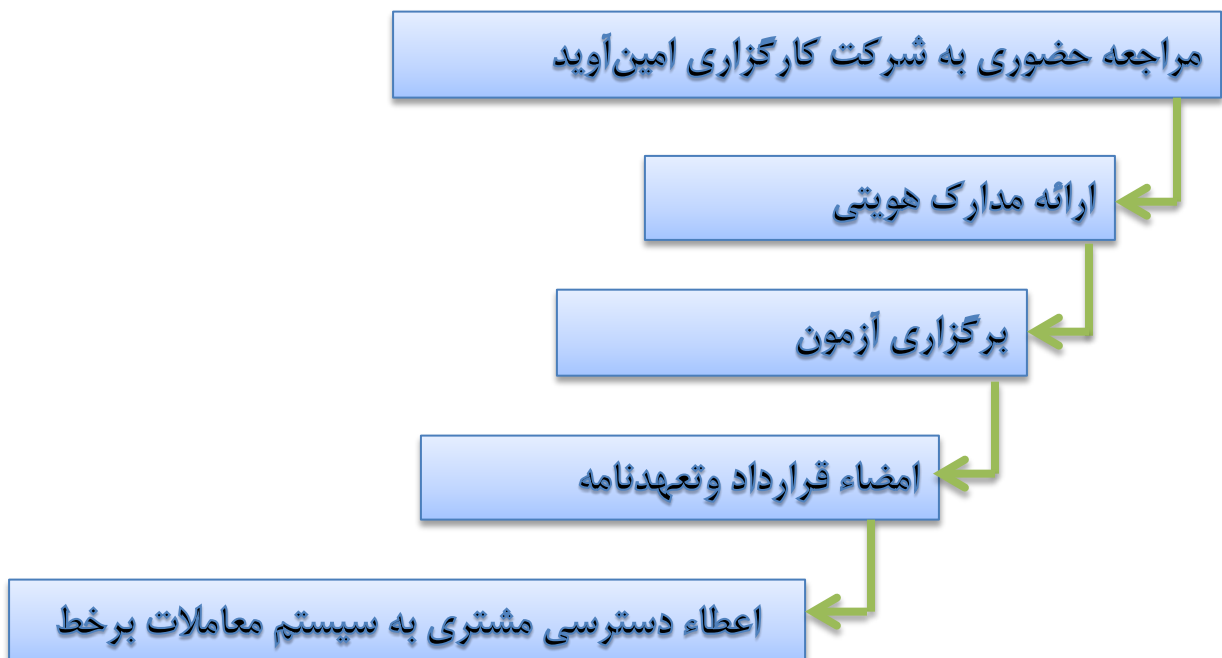 مراجعه حضوری به شرکت کارگزاری امین‌آوید
ارائه مدارک هویتی
برگزاری آزمون
امضاء قرارداد وتعهدنامه
اعطاء دسترسی مشتری به سیستم معاملات برخط